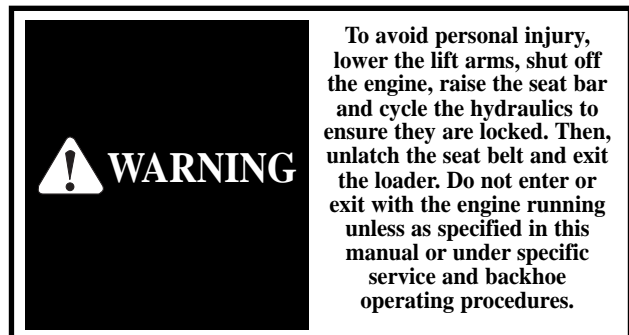 WARNING
To avoid personal injury,
lower the lift arms, shut off
the engine, raise the seat bar
and cycle the hydraulics to
ensure they are locked. Then,
unlatch the seat belt and exit
the loader. Do not enter or
exit with the engine running
unless as specified in this
manual or under specific
service and backhoe
operating procedures.